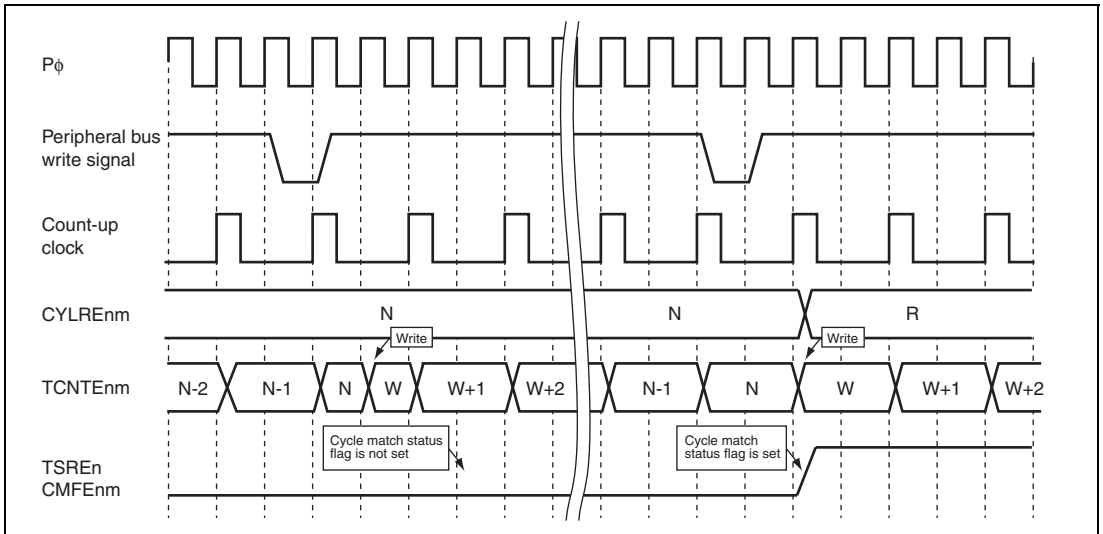 Pϕ
Peripheral bus
write signal
Count-up
clock
CYLREnm
N
N
R
Write
Write
TCNTEnm
N-2
N-1
N
W
W+1
W+2
N-1
N
W
W+1
W+2
Cycle match status
flag is not set
Cycle match
status flag is set
TSREn
CMFEnm